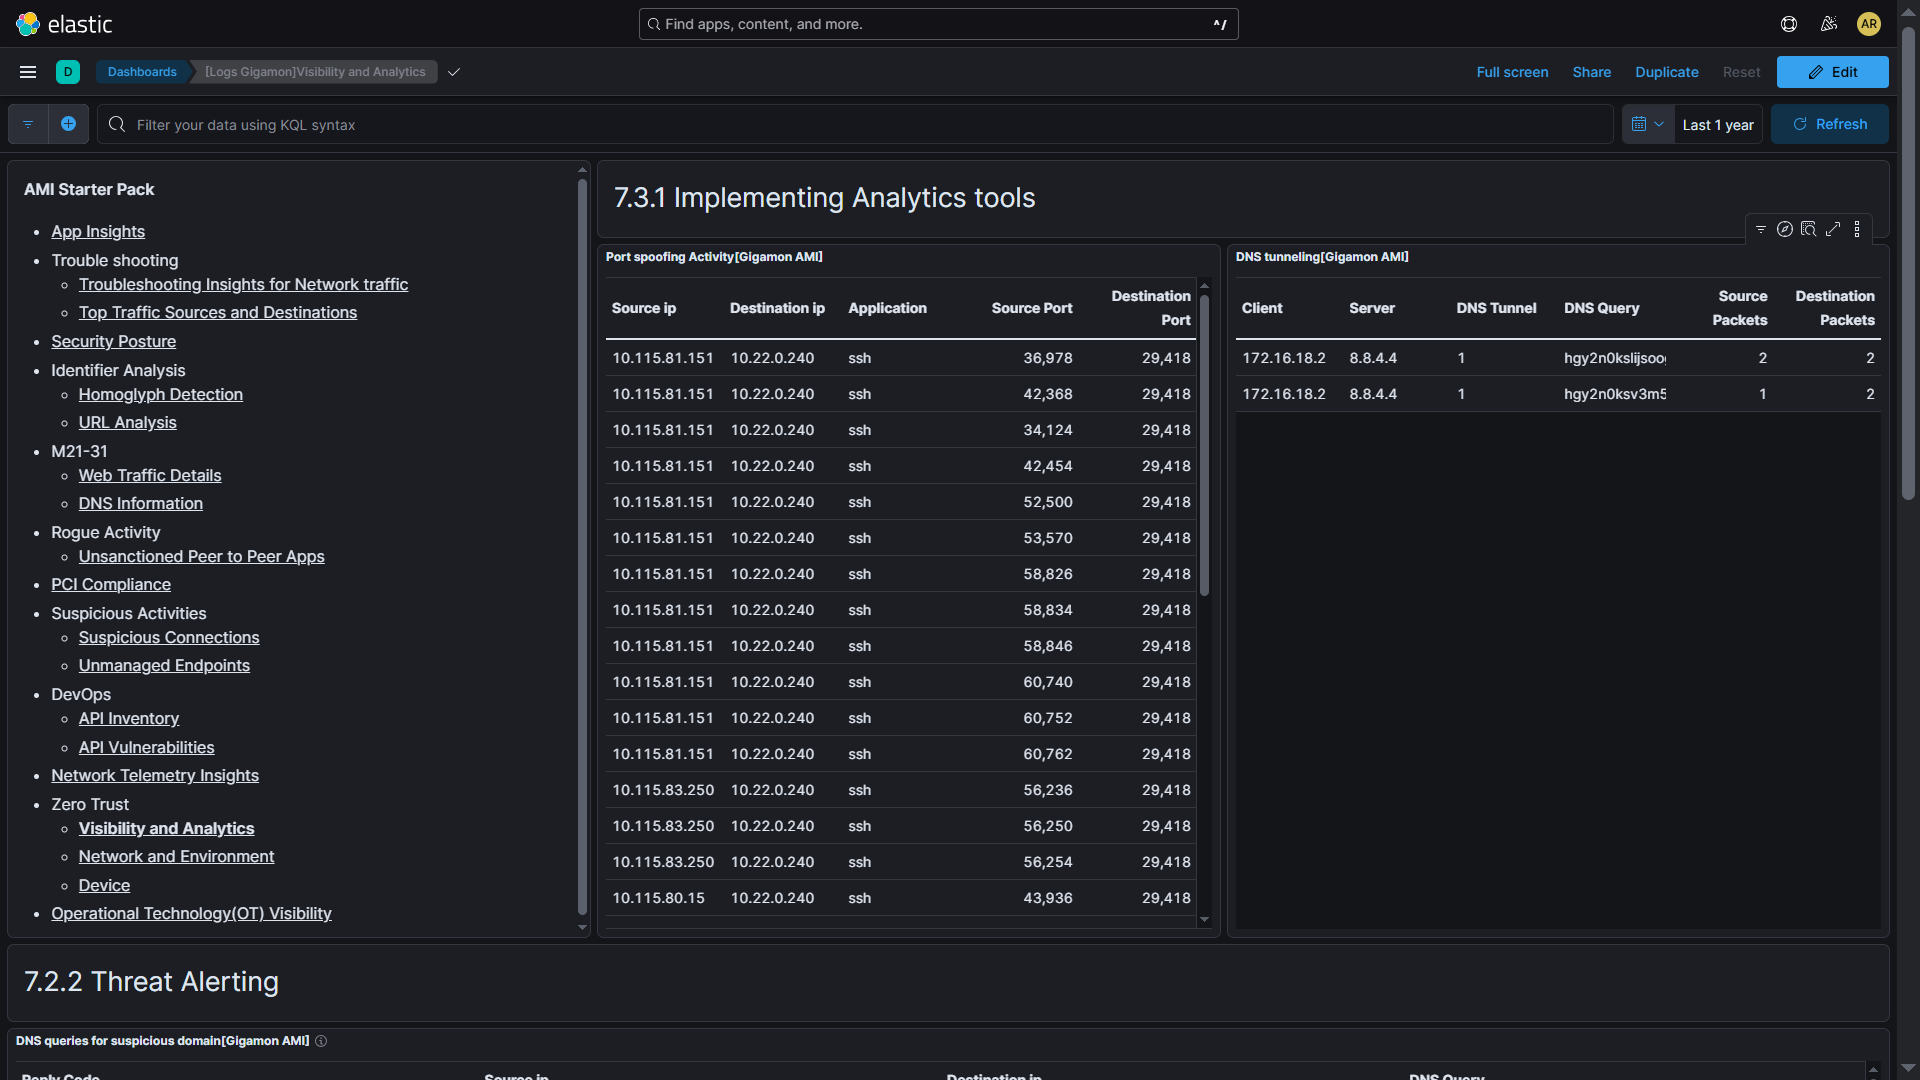 elastic
Find apps, content, and more.
^/
AR
D
Dashboards
[Logs Gigamon]Visibility and Analytics
Full screen
Share
Duplicate
Reset
Edit
Filter your data using KQL syntax
Last 1 year
Refresh
AMI Starter Pack
App Insights
Trouble shooting
Troubleshooting Insights for Network traffic
Top Traffic Sources and Destinations
Security Posture
Identifier Analysis
Homoglyph Detection
URL Analysis
M21-31
Web Traffic Details
DNS Information
Rogue Activity
Unsanctioned Peer to Peer Apps
PCI Compliance
Suspicious Activities
Suspicious Connections
Unmanaged Endpoints
DevOps
API Inventory
API Vulnerabilities
Network Telemetry Insights
Zero Trust
Visibility and Analytics
Network and Environment
Device
Operational Technology(OT) Visibility
7.3.1 Implementing Analytics tools
Port spoofing Activity[Gigamon AMI]
Source ip Destination ip Application Source Port Destination Port
10.115.81.151 10.22.0.240 ssh 36,978 29,418
10.115.81.151 10.22.0.240 ssh 42,368 29,418
10.115.81.151 10.22.0.240 ssh 34,124 29,418
10.115.81.151 10.22.0.240 ssh 42,454 29,418
10.115.81.151 10.22.0.240 ssh 52,500 29,418
10.115.81.151 10.22.0.240 ssh 53,570 29,418
10.115.81.151 10.22.0.240 ssh 58,826 29,418
10.115.81.151 10.22.0.240 ssh 58,834 29,418
10.115.81.151 10.22.0.240 ssh 58,846 29,418
10.115.81.151 10.22.0.240 ssh 60,740 29,418
10.115.81.151 10.22.0.240 ssh 60,752 29,418
10.115.81.151 10.22.0.240 ssh 60,762 29,418
10.115.83.250 10.22.0.240 ssh 56,236 29,418
10.115.83.250 10.22.0.240 ssh 56,250 29,418
10.115.83.250 10.22.0.240 ssh 56,254 29,418
10.115.80.15 10.22.0.240 ssh 43,936 29,418
DNS tunneling[Gigamon AMI]
Client Server DNS Tunnel DNS Query Source Packets Destination Packets
172.16.18.2 8.8.4.4 1 2 2
172.16.18.2 8.8.4.4 1 hgy2n0ksv3m5 1 2
7.2.2 Threat Alerting
DNS queries for suspicious domain[Gigamon AMI]
Reply Code Source ip Destination ip DNS Query